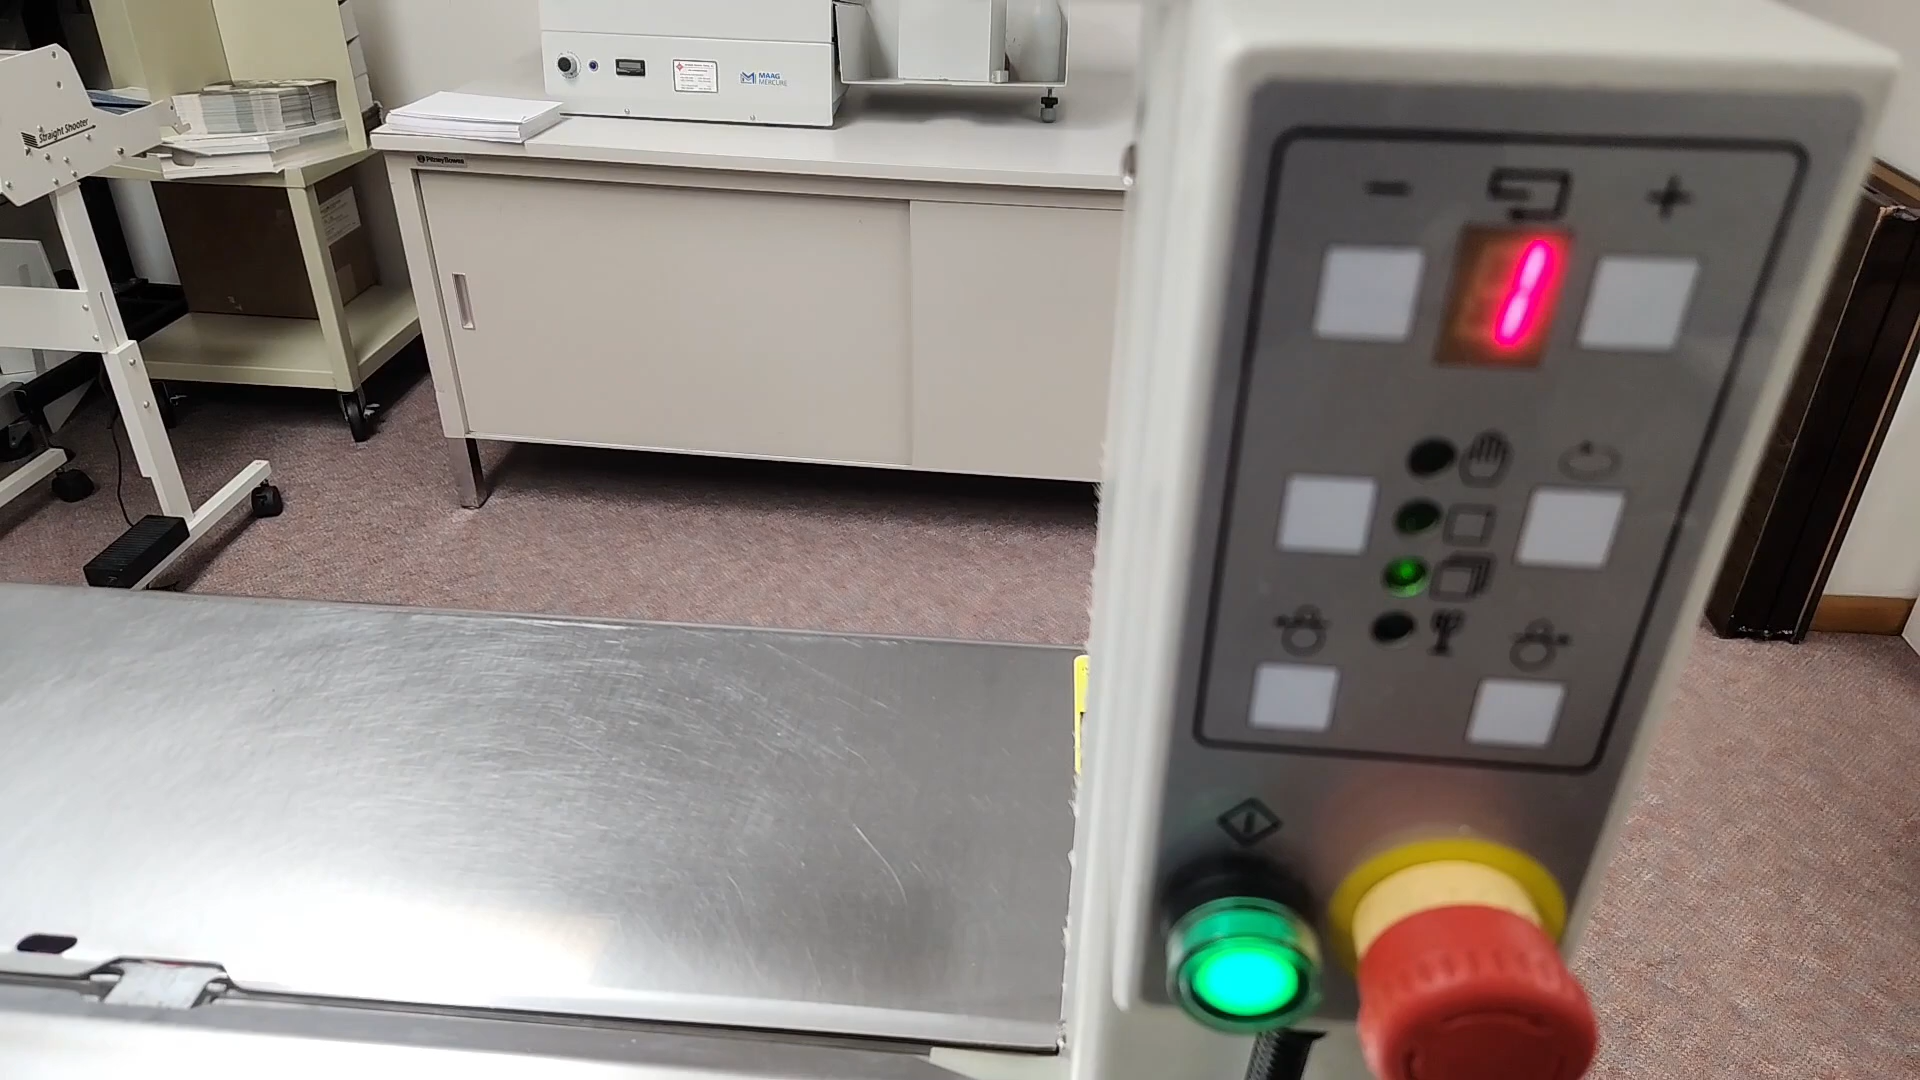 Straight Shooter
PitneyBowes
MAAG
MERCURE
- +
1